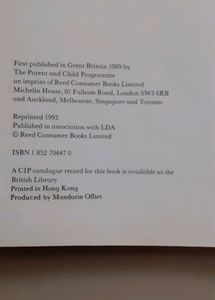 First published in Great Britain 1989 by
The Parent and Child Programme
an imprint of Reed Consumer Books Limited
Michelin House, 81 Fulham Road, London SW3 6RB
and Auckland, Melbourne, Singapore and Toronto
Reprinted 1993
Published in association with LDA
© Reed Consumer Books Limited
ISBN 1 852 70447 0
A CIP catalogue record for this book is available at the
British Library
Printed in Hong Kong
Produced by Mandarin Offset